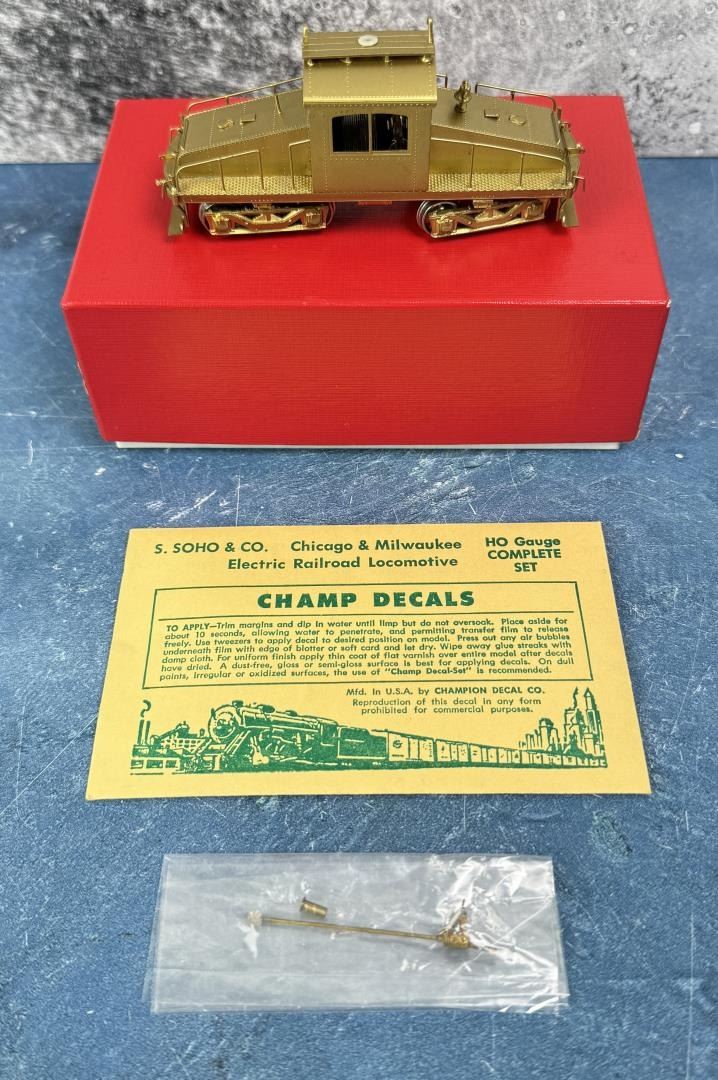 S. SOHO & CO. Chicago & Milwaukee HO Gauge
Electric Railroad Locomotive COMPLETE
SET
CHAMP DECALS
TO APPLY—Trim margins and dip in water until limp but do not oversoak. Place aside for
about 10 seconds, allowing water to penetrate, and permitting transfer film to release
freely. Use tweezers to apply decal to desired position on model. Press out any air bubbles
underneath film with edge of blotter or soft card and let dry. Wipe away glue streaks with
damp cloth. For uniform finish apply thin coat of flat varnish over entire model after decals
have dried. A dust-free, gloss or semi-gloss surface is best for applying decals. On dull
paints, irregular or oxidized surfaces, the use of "Champ Decal-Set" is recommended.
Mfd. In U.S.A. by CHAMPION DECAL CO.
Reproduction of this decal in any form
prohibited for commercial purposes.